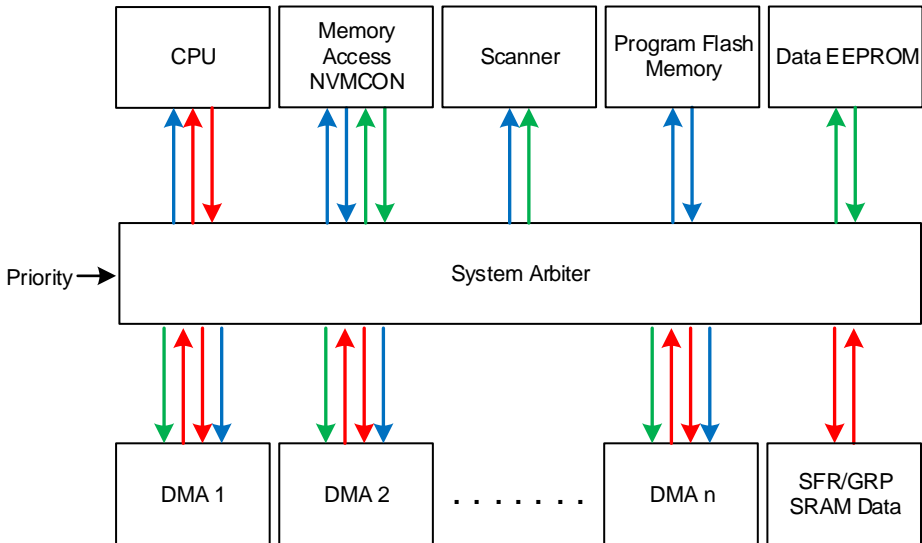 CPU
Memory
Access
NVMCON
Scanner
Program Flash
Memory
Data EEPROM
Priority
System Arbiter
DMA 1
DMA 2
. . . . . . .
DMA n
SFR/GRP
SRAM Data